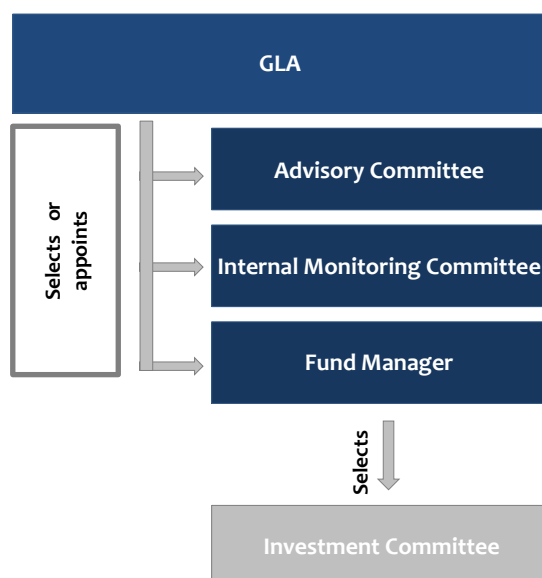 GLA
Selects or
appoints
Advisory Committee
Internal Monitoring Committee
Fund Manager
Selects
Investment Committee